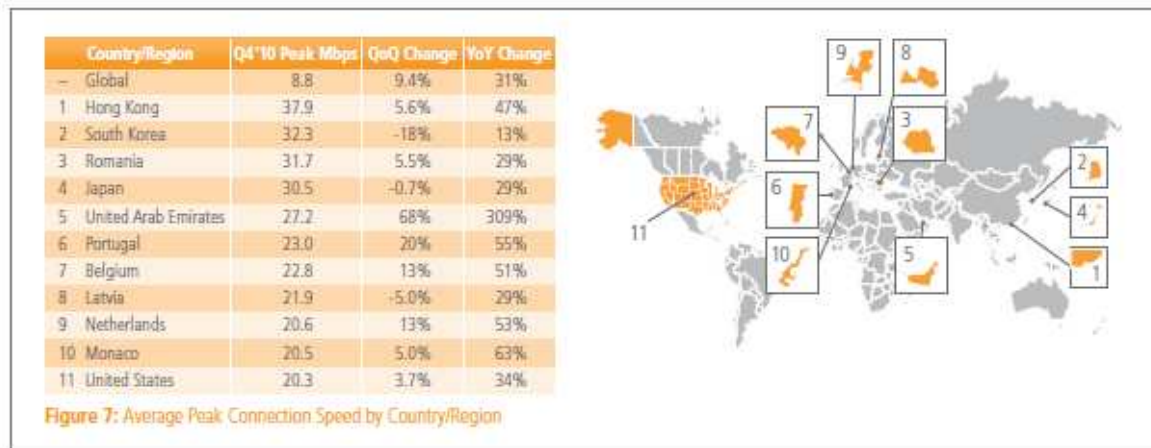 Country/Region Q4'10 Peak Mbps QoQ Change YoY Change
– Global 8.8 9.4% 31%
1 Hong Kong 37.9 5.6% 47%
2 South Korea 32.3 -18% 13%
3 Romania 31.7 5.5% 29%
4 Japan 30.5 -0.7% 29%
5 United Arab Emirates 27.2 68% 309%
6 Portugal 23.0 20% 55%
7 Belgium 22.8 13% 51%
8 Latvia 21.9 -5.0% 29%
9 Netherlands 20.6 13% 53%
10 Monaco 20.5 5.0% 63%
11 United States 20.3 3.7% 34%
Figure 7: Average Peak Connection Speed by Country/Region
9
8
7
3
2
6
4
11
10
5
1